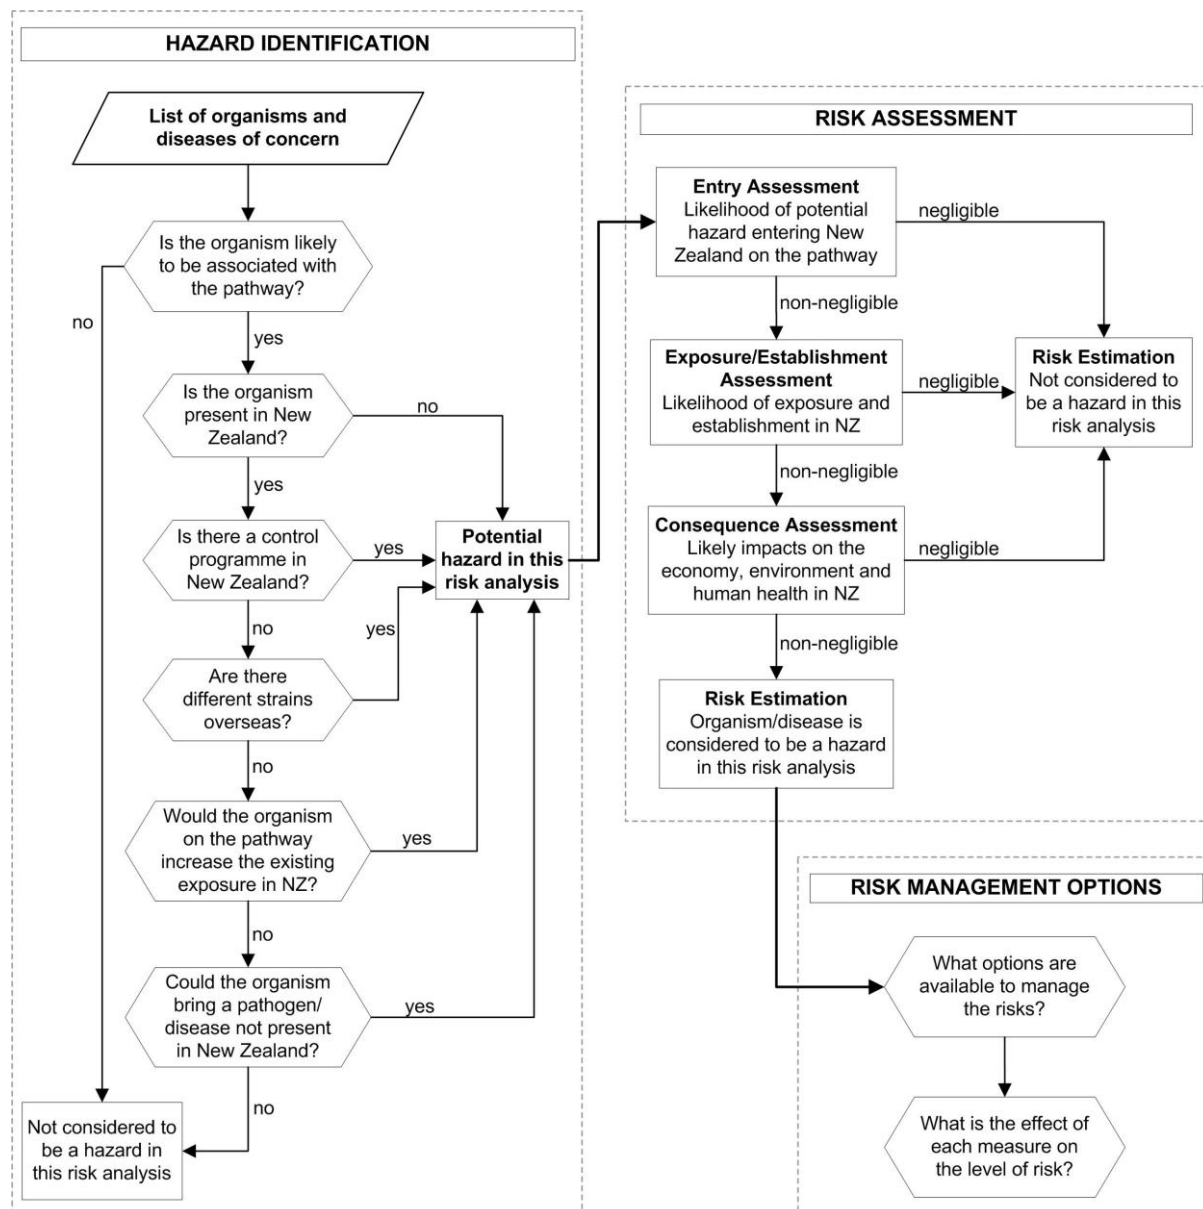 HAZARD IDENTIFICATION
List of organisms and
diseases of concern
Is the organism likely
to be associated with
the pathway?
no
yes
Is the organism
present in New
Zealand?
no
yes
Is there a control
programme in
New Zealand?
yes
no
Are there
different strains
overseas?
yes
no
Would the organism
on the pathway
increase the existing
exposure in NZ?
yes
no
Could the organism
bring a pathogen/
disease not present
in New Zealand?
yes
no
Not considered to
be a hazard in
this risk analysis
Potential
hazard in this
risk analysis
RISK ASSESSMENT
Entry Assessment
Likelihood of potential
hazard entering New
Zealand on the pathway
negligible
non-negligible
Exposure/Establishment
Assessment
Likelihood of exposure and
establishment in NZ
negligible
non-negligible
Consequence Assessment
Likely impacts on the
economy, environment and
human health in NZ
negligible
non-negligible
Risk Estimation
Not considered to
be a hazard in this
risk analysis
Risk Estimation
Organism/disease is
considered to be a hazard
in this risk analysis
RISK MANAGEMENT OPTIONS
What options are
available to manage
the risks?
What is the effect of
each measure on
the level of risk?